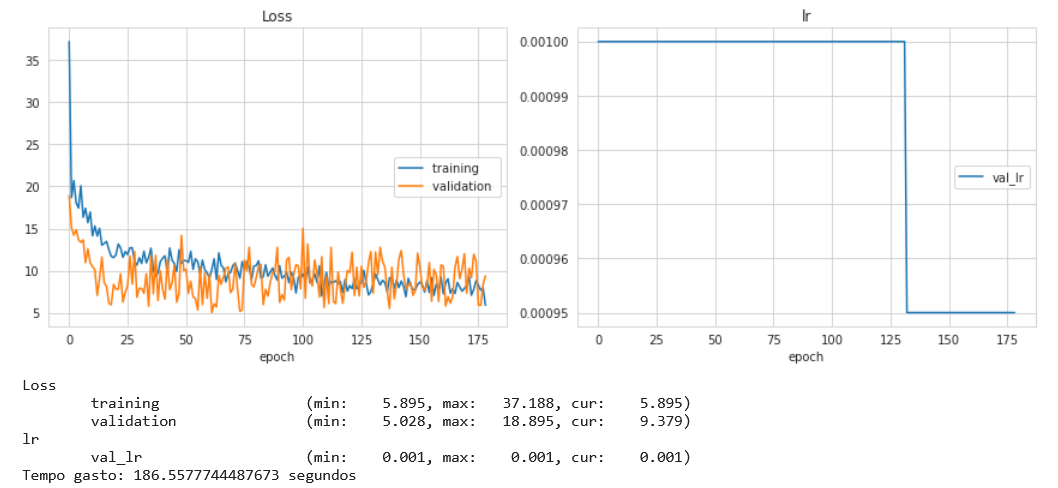 Loss
35
30
25
20
15
10
5
training
validation
0 25 50 75 100 125 150 175
epoch
lr
0.00100
0.00099
0.00098
0.00097
0.00096
0.00095
val_lr
0 25 50 75 100 125 150 175
epoch
Loss
training (min: 5.895, max: 37.188, cur: 5.895)
validation (min: 5.028, max: 18.895, cur: 9.379)
lr
val_lr (min: 0.001, max: 0.001, cur: 0.001)
Tempo gasto: 186.5577744487673 segundos